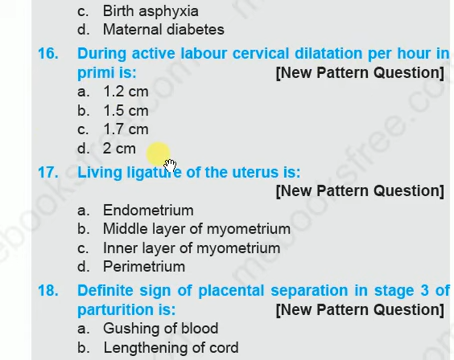 c. Birth asphyxia
d. Maternal diabetes
16. During active labour cervical dilatation per hour in
primi is: [New Pattern Question]
a. 1.2 cm
b. 1.5 cm
c. 1.7 cm
d. 2 cm
17. Living ligature of the uterus is:
[New Pattern Question]
a. Endometrium
b. Middle layer of myometrium
c. Inner layer of myometrium
d. Perimetrium
18. Definite sign of placental separation in stage 3 of
parturition is: [New Pattern Question]
a. Gushing of blood
b. Lengthening of cord